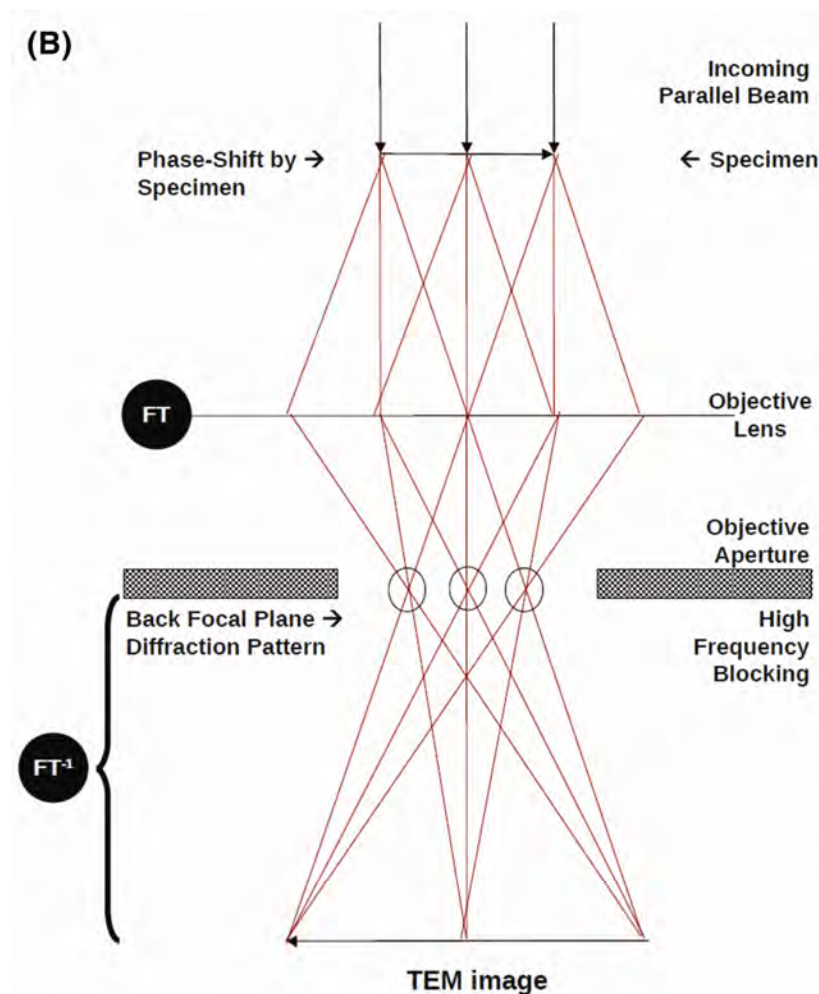 (B)
Incoming
Parallel Beam
Phase-Shift by →
Specimen
← Specimen
FT
Objective
Lens
Objective
Aperture
Back Focal Plane →
Diffraction Pattern
High
Frequency
Blocking
FT⁻¹
TEM image